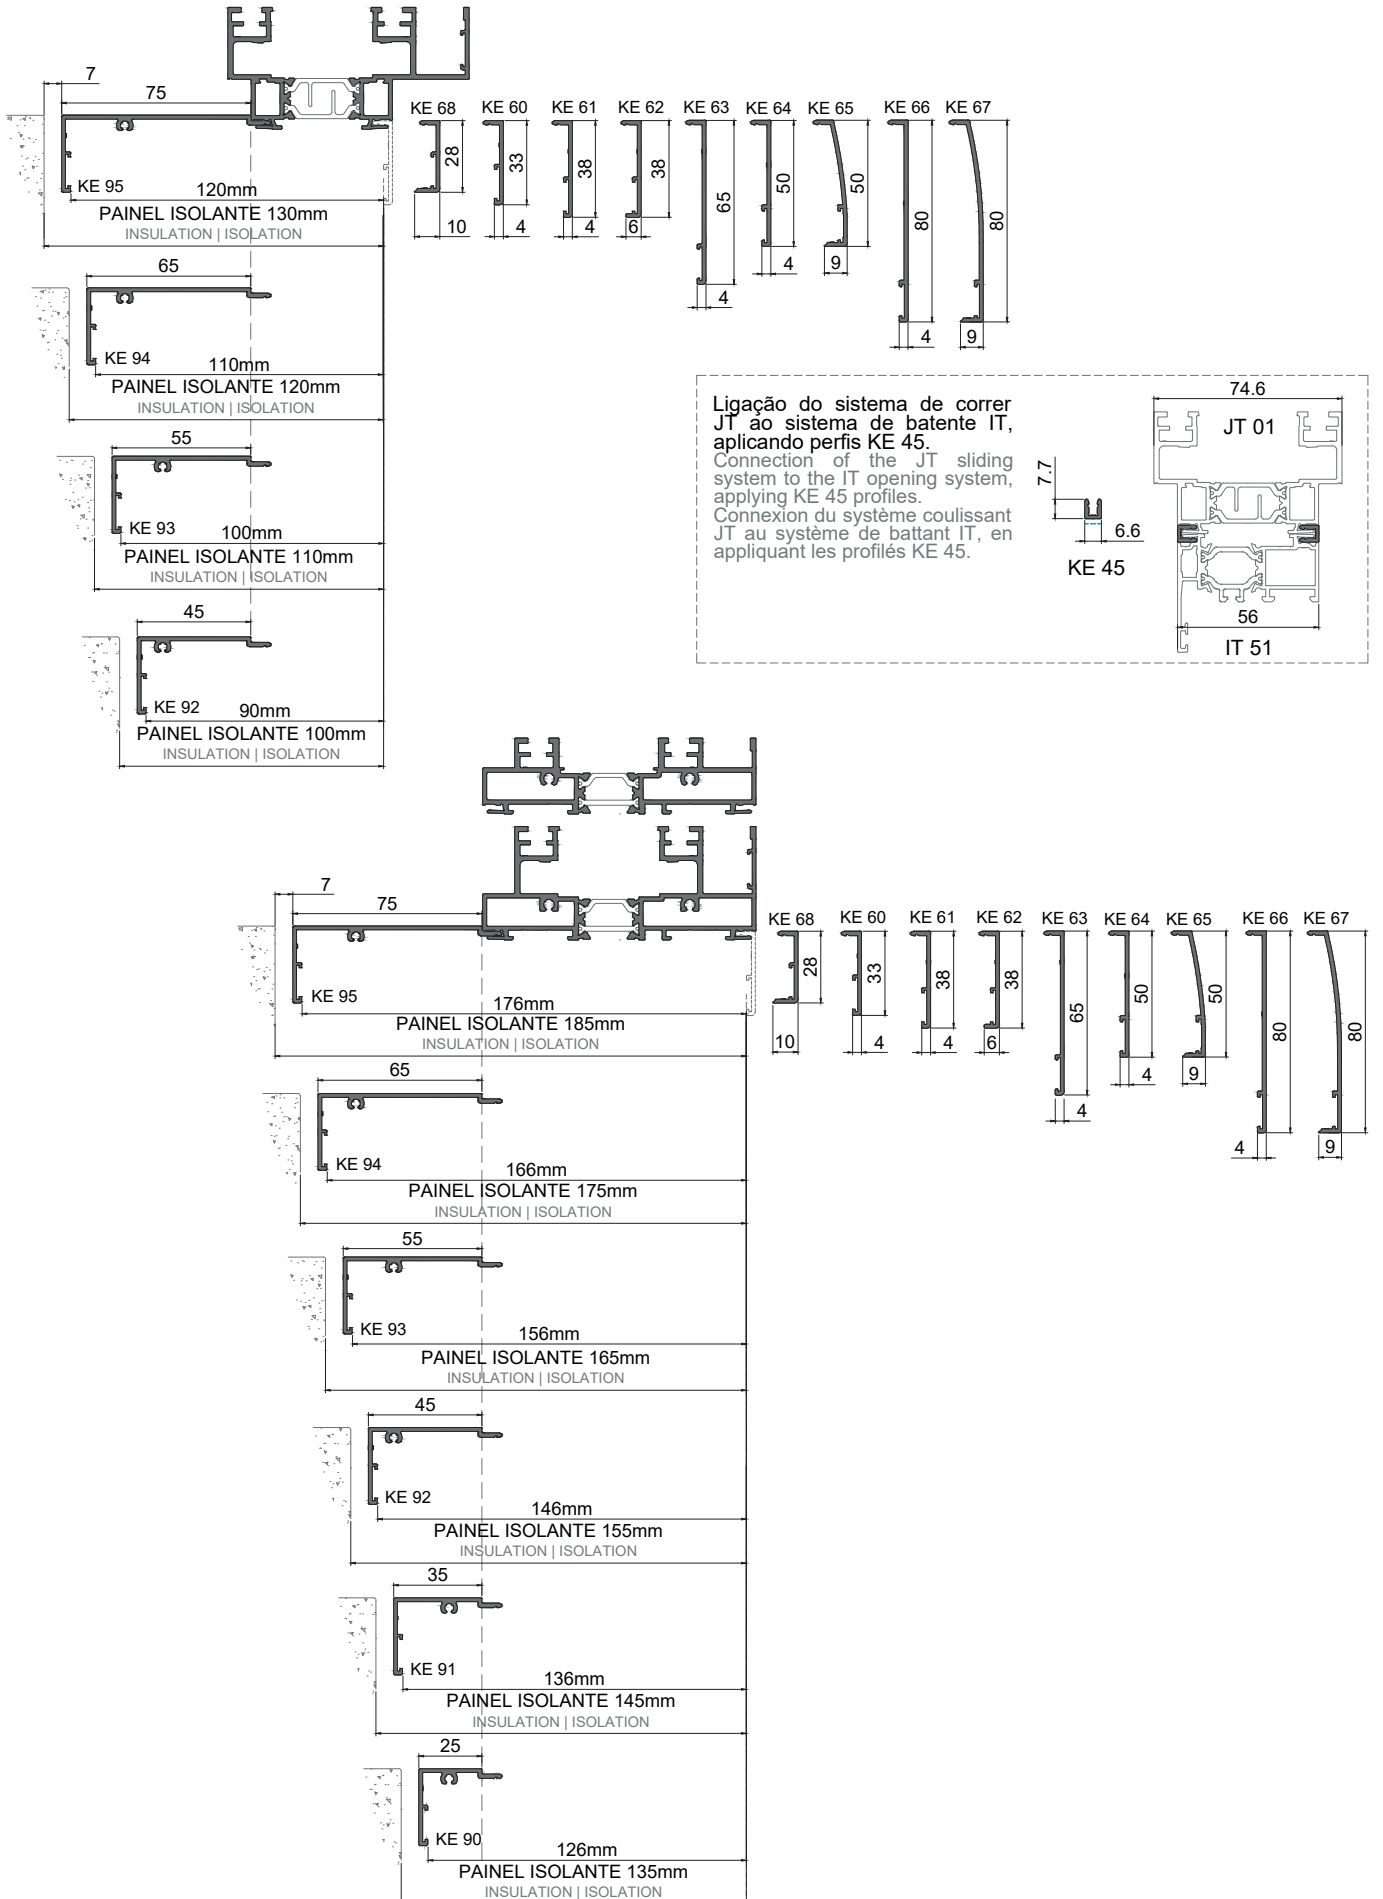 7
75
KE 95
120mm
PAINEL ISOLANTE 130mm
INSULATION | ISOLATION
KE 68
28
10
KE 60
33
4
KE 61
38
4
KE 62
38
6
KE 63
65
4
KE 64
50
4
KE 65
50
9
KE 66
80
4
KE 67
80
9
65
KE 94
110mm
PAINEL ISOLANTE 120mm
INSULATION | ISOLATION
55
KE 93
100mm
PAINEL ISOLANTE 110mm
INSULATION | ISOLATION
45
KE 92
90mm
PAINEL ISOLANTE 100mm
INSULATION | ISOLATION
Ligação do sistema de correr
JT ao sistema de batente IT,
aplicando perfis KE 45.
Connection of the JT sliding
system to the IT opening system,
applying KE 45 profiles.
Connexion du système coulissant
JT au système de battant IT, en
appliquant les profilés KE 45.
7.7
6.6
KE 45
74.6
JT 01
56
IT 51
7
75
KE 95
176mm
PAINEL ISOLANTE 185mm
INSULATION | ISOLATION
KE 68
28
10
KE 60
33
4
KE 61
38
4
KE 62
38
6
KE 63
65
4
KE 64
50
4
KE 65
50
9
KE 66
80
4
KE 67
80
9
65
KE 94
166mm
PAINEL ISOLANTE 175mm
INSULATION | ISOLATION
55
KE 93
156mm
PAINEL ISOLANTE 165mm
INSULATION | ISOLATION
45
KE 92
146mm
PAINEL ISOLANTE 155mm
INSULATION | ISOLATION
35
KE 91
136mm
PAINEL ISOLANTE 145mm
INSULATION | ISOLATION
25
KE 90
126mm
PAINEL ISOLANTE 135mm
INSULATION | ISOLATION